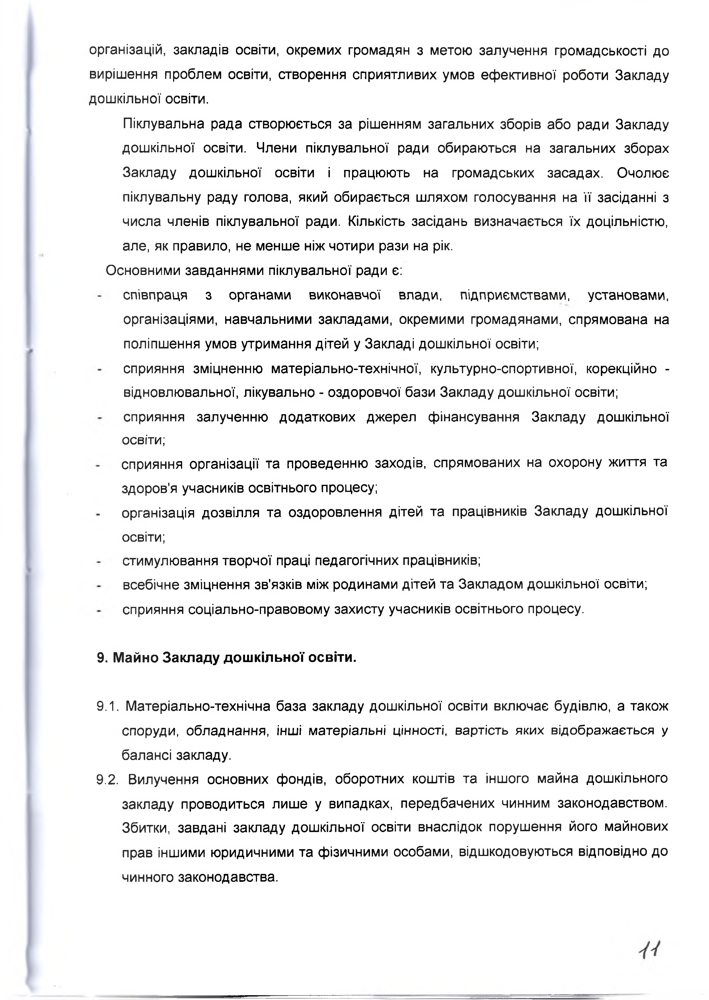 організацій, закладів освіти, окремих громадян з метою залучення громадськості до
вирішення проблем освіти, створення сприятливих умов ефективної роботи Закладу
дошкільної освіти.
Піклувальна рада створюється за рішенням загальних зборів або ради Закладу
дошкільної освіти. Члени піклувальної ради обираються на загальних зборах
Закладу дошкільної освіти і працюють на громадських засадах. Очолює
піклувальну раду голова, який обирається шляхом голосування на її засіданні з
числа членів піклувальної ради. Кількість засідань визначається їх доцільністю,
але, як правило, не менше ніж чотири рази на рік.
Основними завданнями піклувальної ради є:
- співпраця з органами виконавчої влади, підприємствами, установами,
організаціями, навчальними закладами, окремими громадянами, спрямована на
поліпшення умов утримання дітей у Закладі дошкільної освіти;
- сприяння зміцненню матеріально-технічної, культурно-спортивної, корекційно -
відновлювальної, лікувально - оздоровчої бази Закладу дошкільної освіти;
- сприяння залученню додаткових джерел фінансування Закладу дошкільної
освіти;
- сприяння організації та проведенню заходів, спрямованих на охорону життя та
здоров'я учасників освітнього процесу;
- організація дозвілля та оздоровлення дітей та працівників Закладу дошкільної
освіти;
- стимулювання творчої праці педагогічних працівників;
- всебічне зміцнення зв'язків між родинами дітей та Закладом дошкільної освіти;
- сприяння соціально-правовому захисту учасників освітнього процесу.
9. Майно Закладу дошкільної освіти.
9.1. Матеріально-технічна база закладу дошкільної освіти включає будівлю, а також
споруди, обладнання, інші матеріальні цінності, вартість яких відображається у
балансі закладу.
9.2. Вилучення основних фондів, оборотних коштів та іншого майна дошкільного
закладу проводиться лише у випадках, передбачених чинним законодавством.
Збитки, завдані закладу дошкільної освіти внаслідок порушення його майнових
прав іншими юридичними та фізичними особами, відшкодовуються відповідно до
чинного законодавства.
11